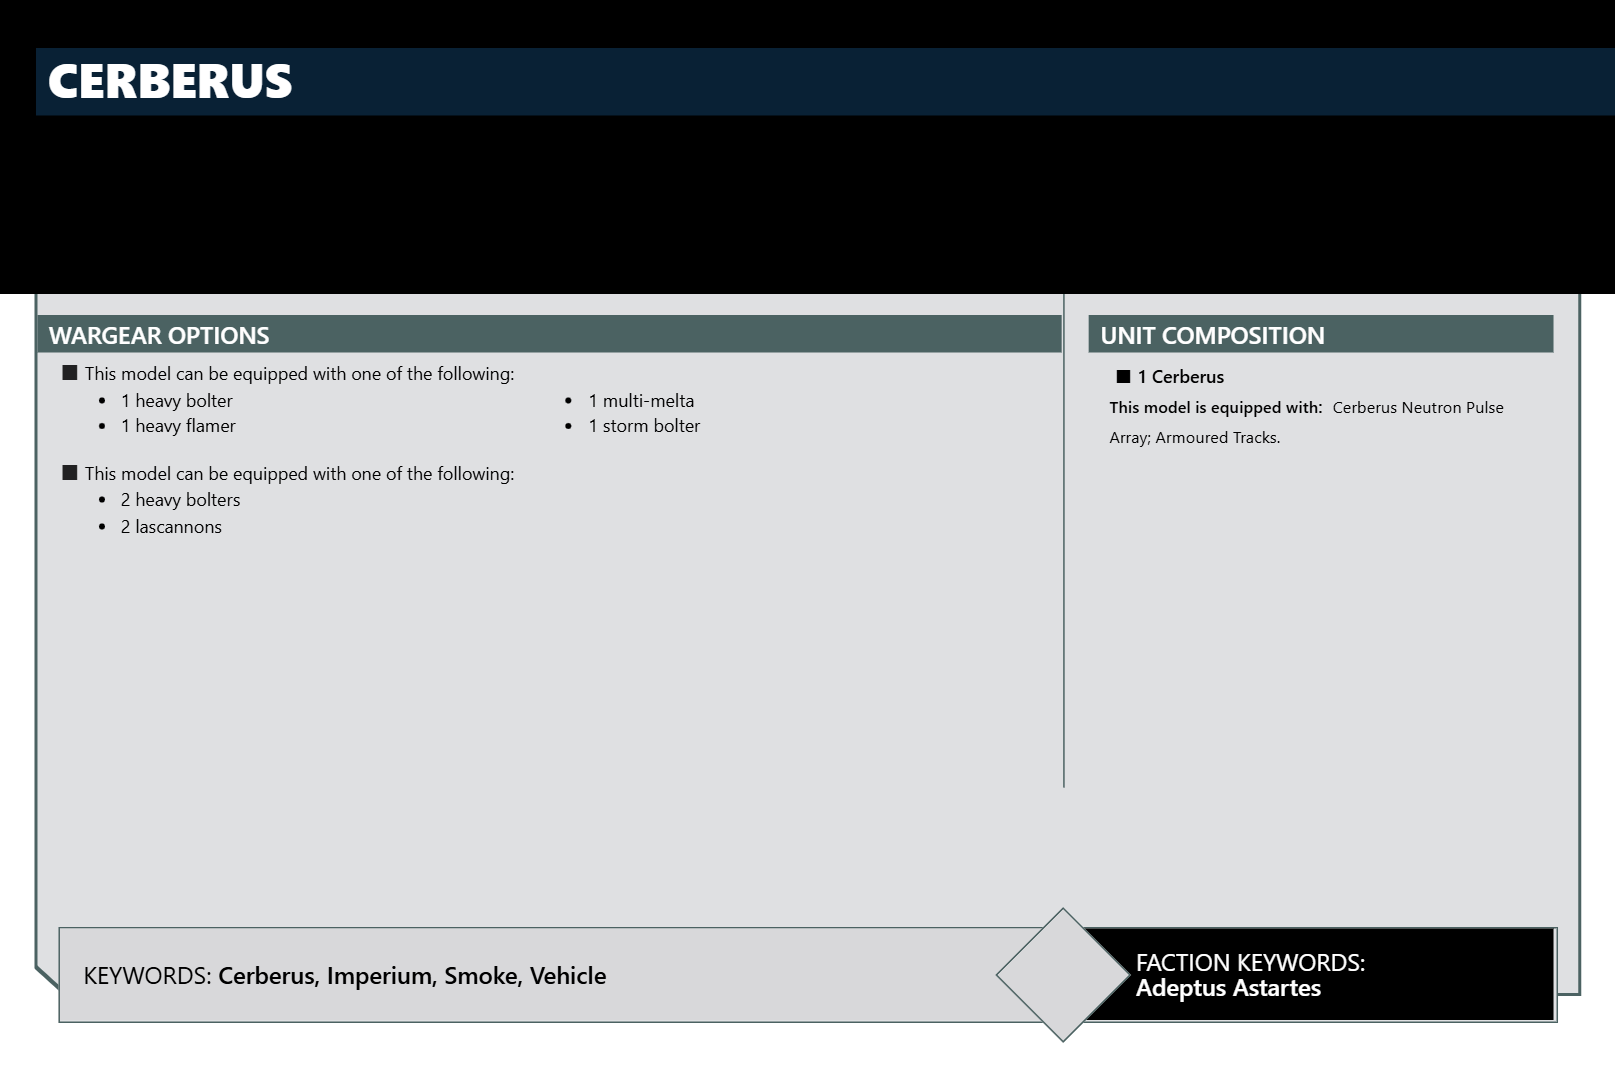 CERBERUS
WARGEAR OPTIONS
■ This model can be equipped with one of the following:
• 1 heavy bolter
• 1 heavy flamer
• 1 multi-melta
• 1 storm bolter
■ This model can be equipped with one of the following:
• 2 heavy bolters
• 2 lascannons
UNIT COMPOSITION
■ 1 Cerberus
This model is equipped with: Cerberus Neutron Pulse
Array; Armoured Tracks.
KEYWORDS: Cerberus, Imperium, Smoke, Vehicle
FACTION KEYWORDS:
Adeptus Astartes